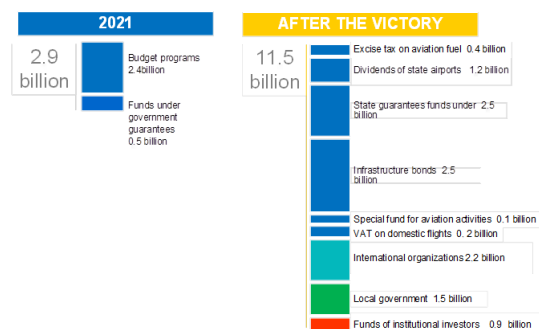 2021
2.9
billion
Budget programs
2.4billion
Funds under
government
guarantees
0.5 billion
AFTER THE VICTORY
11.5
billion
Excise tax on aviation fuel 0.4 billion
Dividends of state airports 1.2 billion
State guarantees funds under 2.5
billion
Infrastructure bonds 2.5
billion
Special fund for aviation activities 0.1 billion
VAT on domestic flights 0. 2 billion
International organizations 2.2 billion
Local government 1.5 billion
Funds of institutional investors 0.9 billion